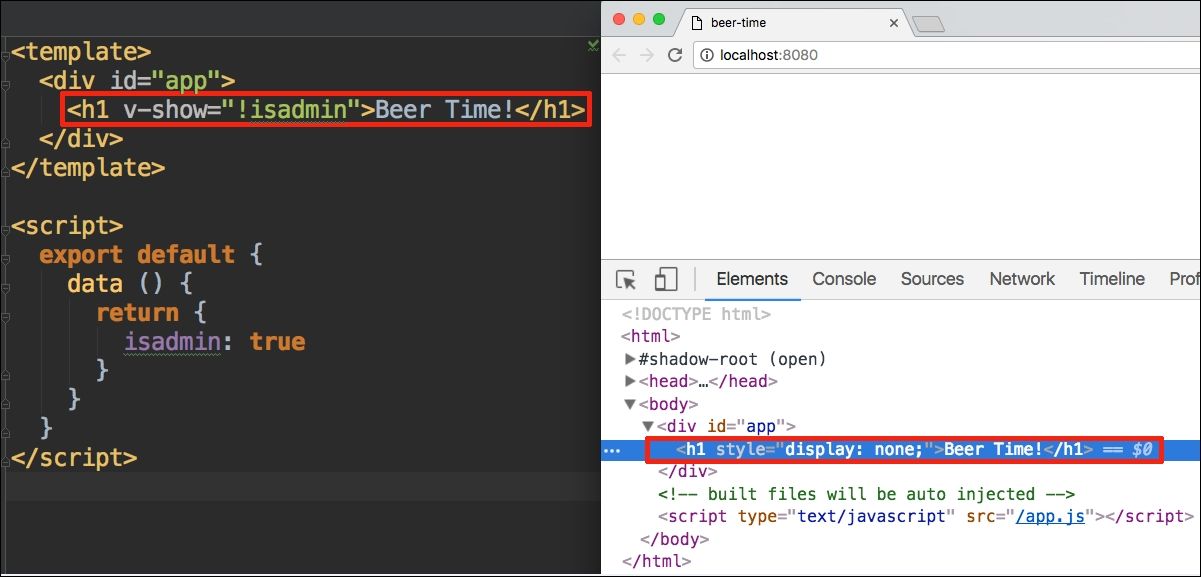 <template>
<div id="app">
<h1 v-show="!isadmin">Beer Time!</h1>
</div>
</template>
<script>
export default {
data () {
return {
isadmin: true
}
}
}
</script>
beer-time
localhost:8080
Elements Console Sources Network Timeline Prof
<!DOCTYPE html>
<html>
#shadow-root (open)
<head>…</head>
<body>
<div id="app">
<h1 style="display: none;">Beer Time!</h1> == $0
</div>
<!-- built files will be auto injected -->
<script type="text/javascript" src="/app.js"></script>
</body>
</html>